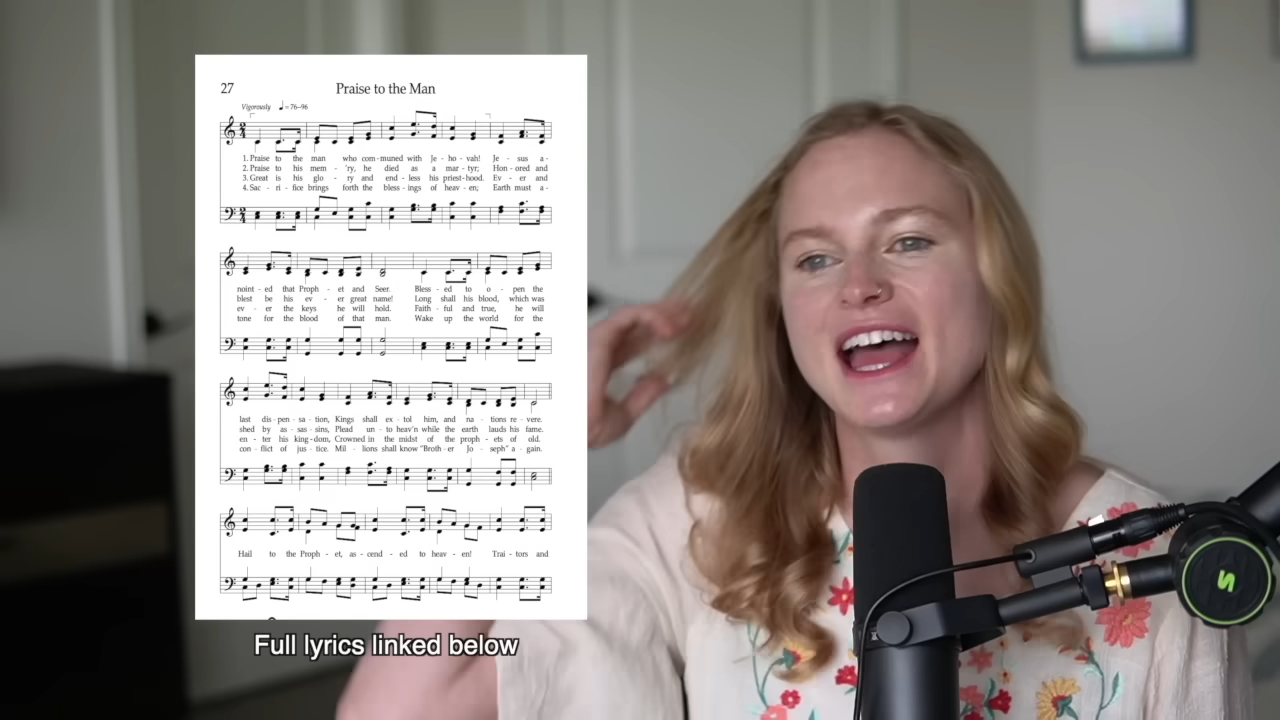 27 Praise to the Man
Vigorously ♩= 76–96
1. Praise to the man who com - muned with Je - ho - vah! Je - sus a -
2. Praise to his mem - 'ry, he died as a mar - tyr; Hon - ored and
3. Great is his glo - ry and end - less his priest - hood. Ev - er and
4. Sac - ri - fice brings forth the bless - ings of heav - en; Earth must a -
noint - ed that Proph - et and Seer. Bless - ed to o - pen the
blest be his ev - er great name! Long shall his blood, which was
ev - er the keys he will hold. Faith - ful and true, he will
tone for the blood of that man. Wake up the world for the
last dis - pen - sa - tion, Kings shall ex - tol him, and na - tions re - vere.
shed by as - sas - sins, Plead un - to heav'n while the earth lauds his fame.
en - ter his king - dom, Crowned in the midst of the proph - ets of old.
con - flict of jus - tice. Mil - lions shall know "Broth - er Jo - seph" a - gain.
Hail to the Proph - et, as - cend - ed to heav - en! Trai - tors and
Full lyrics linked below